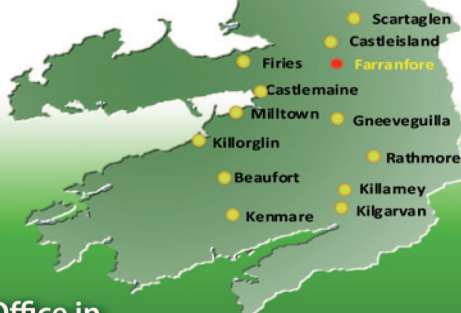 Scartaglen
Castleisland
Firies
Farranfore
Castlemaine
Milltown
Gneeveguilla
Killorglin
Rathmore
Beaufort
Killarney
Kilgarvan
Kenmare
Office in